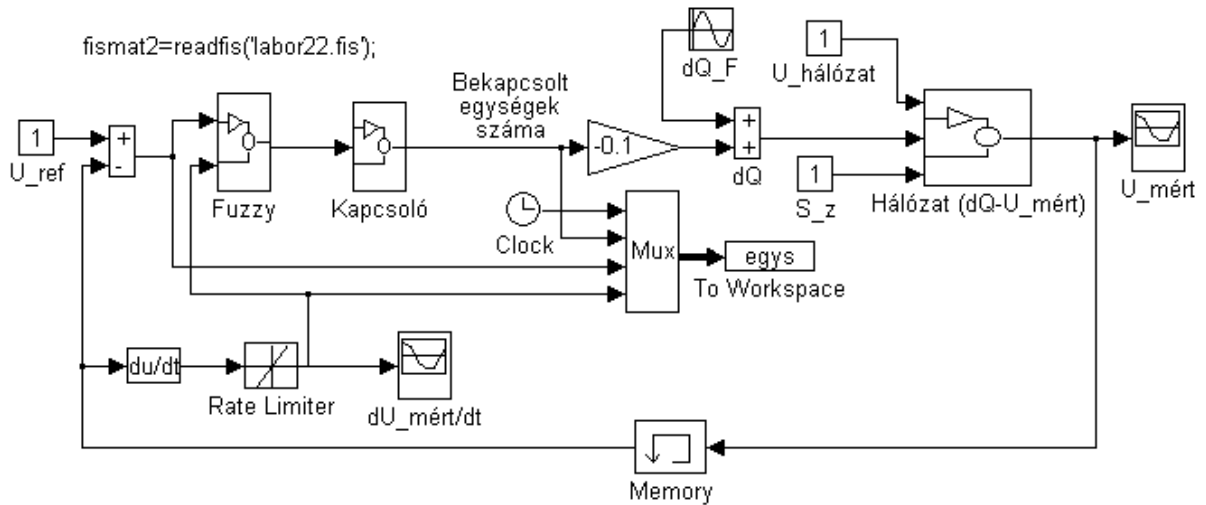 fismat2=readfis('labor22.fis');
1
U_ref
+
-
Fuzzy
Kapcsoló
Bekapcsolt
egységek
száma
-0.1
dQ_F
+
+
dQ
1
U_hálózat
1
S_z
Hálózat (dQ-U_mért)
U_mért
Clock
Mux
egys
To Workspace
du/dt
Rate Limiter
dU_mért/dt
Memory